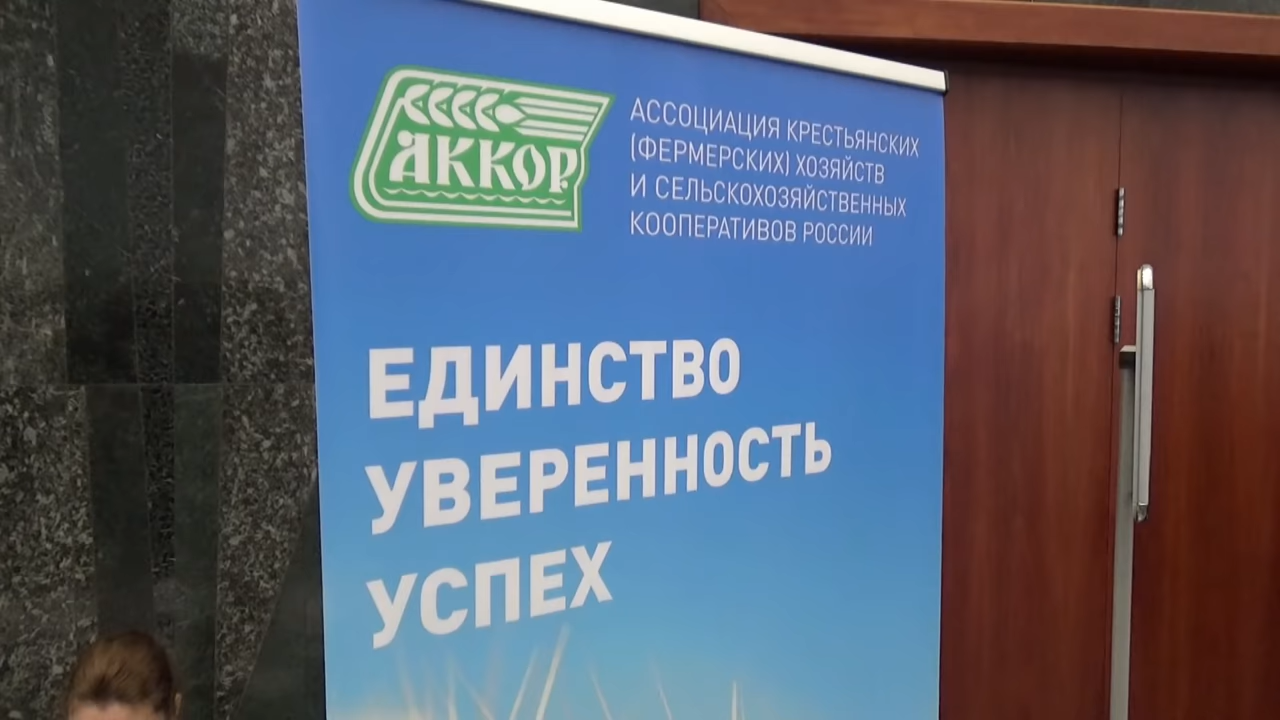 АККОР
АССОЦИАЦИЯ КРЕСТЬЯНСКИХ
(ФЕРМЕРСКИХ) ХОЗЯЙСТВ
И СЕЛЬСКОХОЗЯЙСТВЕННЫХ
КООПЕРАТИВОВ РОССИИ
ЕДИНСТВО
УВЕРЕННОСТЬ
УСПЕХ